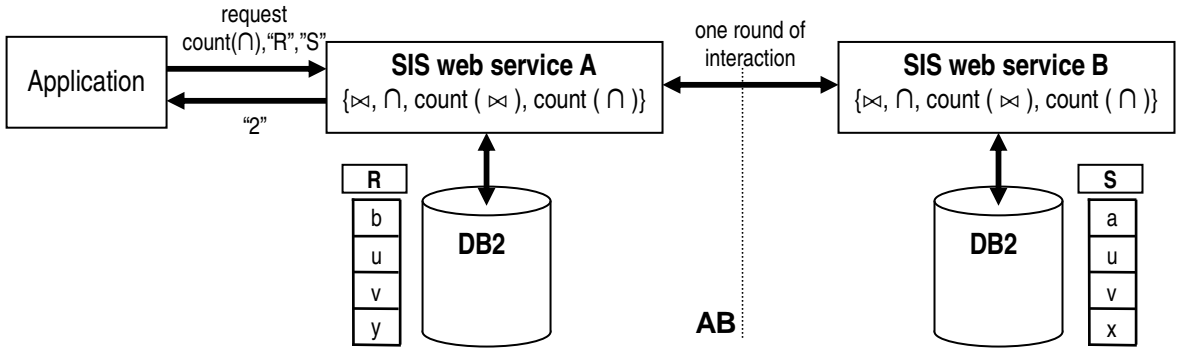 request
count(∩),“R”,”S”
Application
“2”
SIS web service A
{⋈, ∩, count ( ⋈ ), count ( ∩ )}
one round of
interaction
SIS web service B
{⋈, ∩, count ( ⋈ ), count ( ∩ )}
R
b
u
v
y
DB2
AB
DB2
S
a
u
v
x